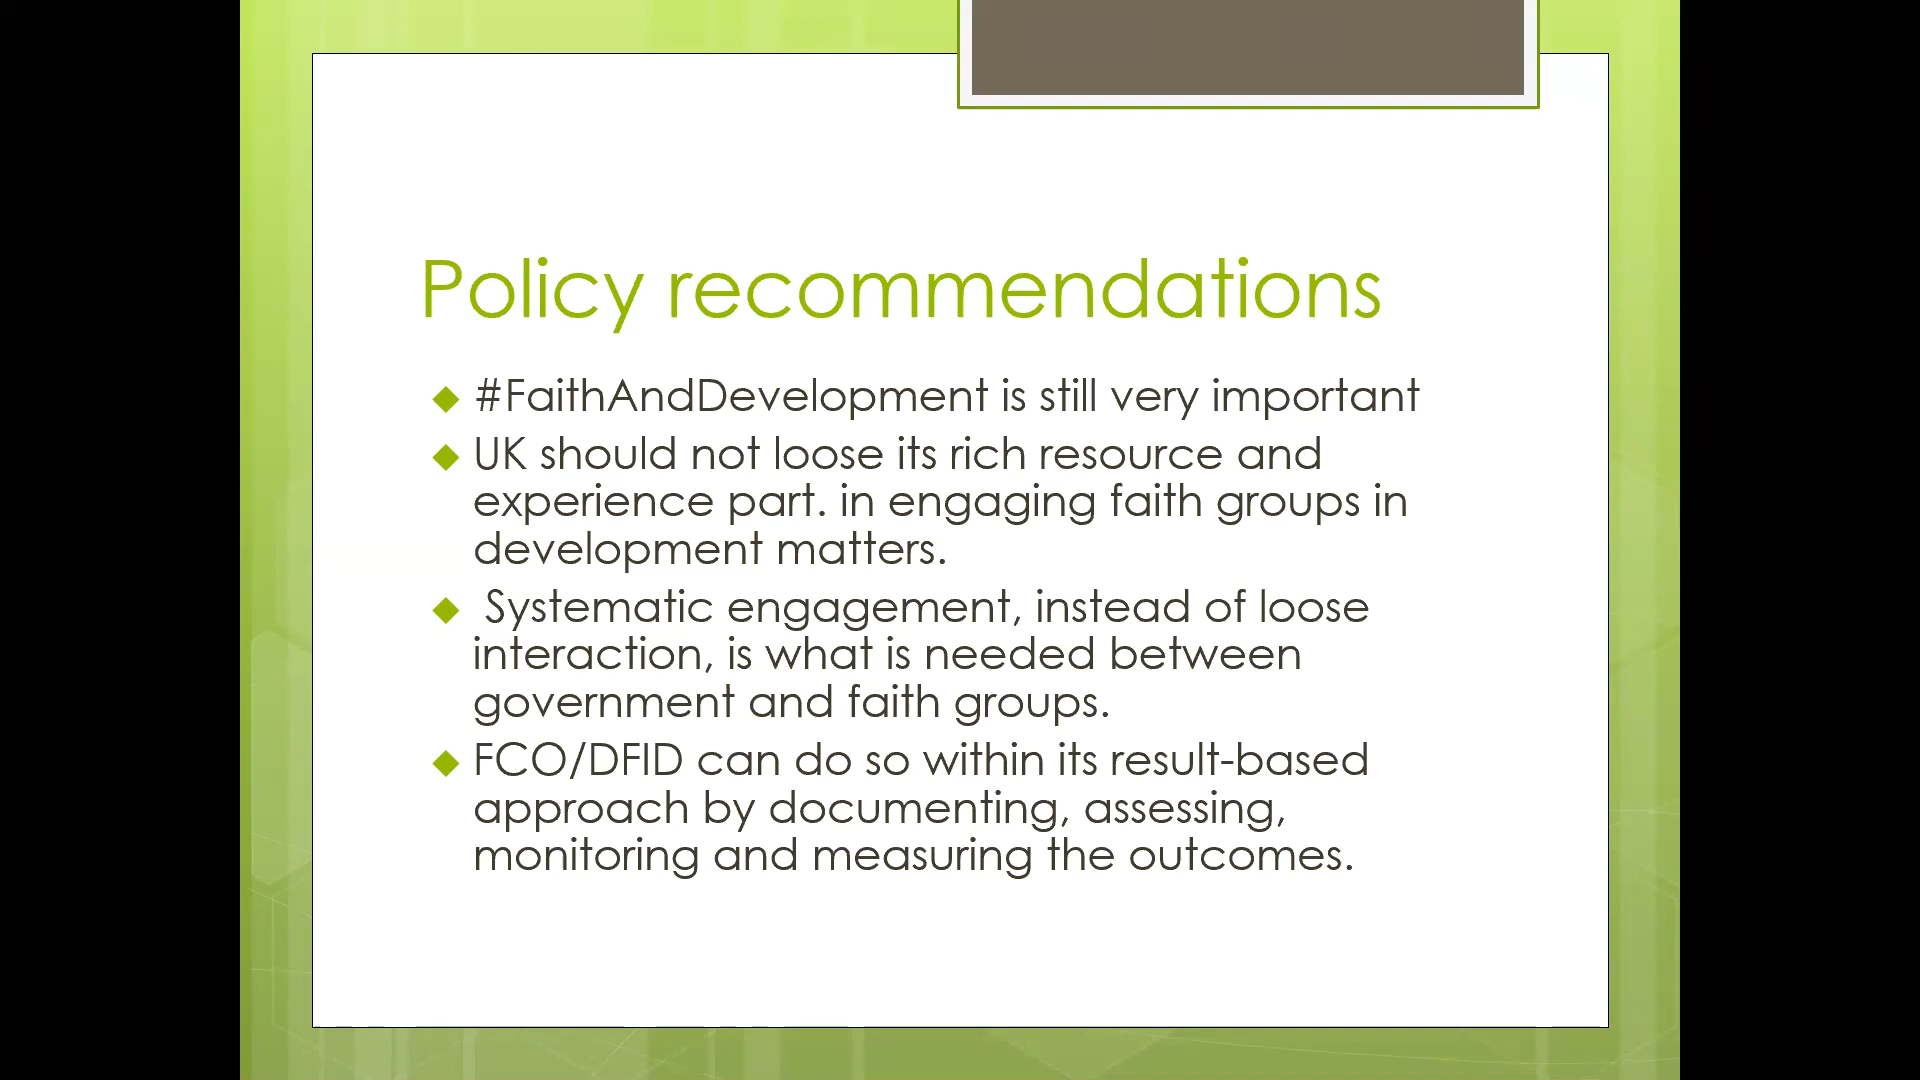 Policy recommendations
#FaithAndDevelopment is still very important
UK should not loose its rich resource and
experience part. in engaging faith groups in
development matters.
Systematic engagement, instead of loose
interaction, is what is needed between
government and faith groups.
FCO/DFID can do so within its result-based
approach by documenting, assessing,
monitoring and measuring the outcomes.